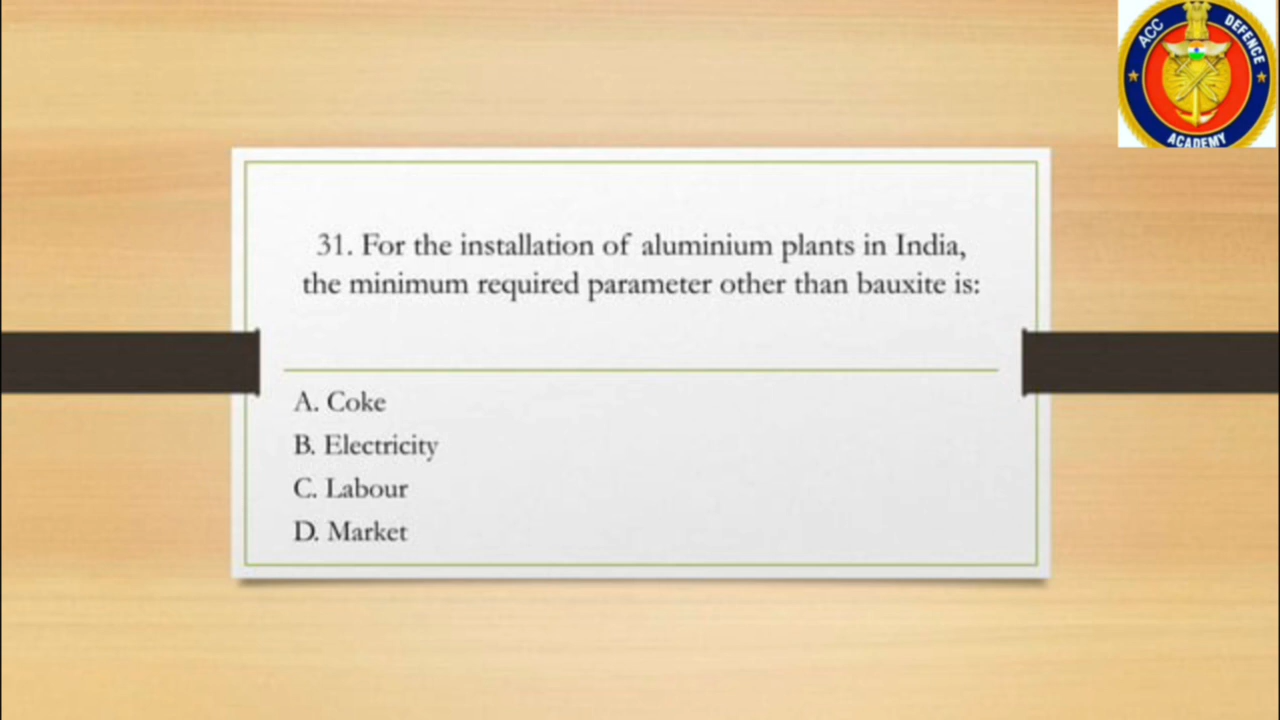 ACC DEFENCE
ACADEMY
31. For the installation of aluminium plants in India,
the minimum required parameter other than bauxite is:
A. Coke
B. Electricity
C. Labour
D. Market